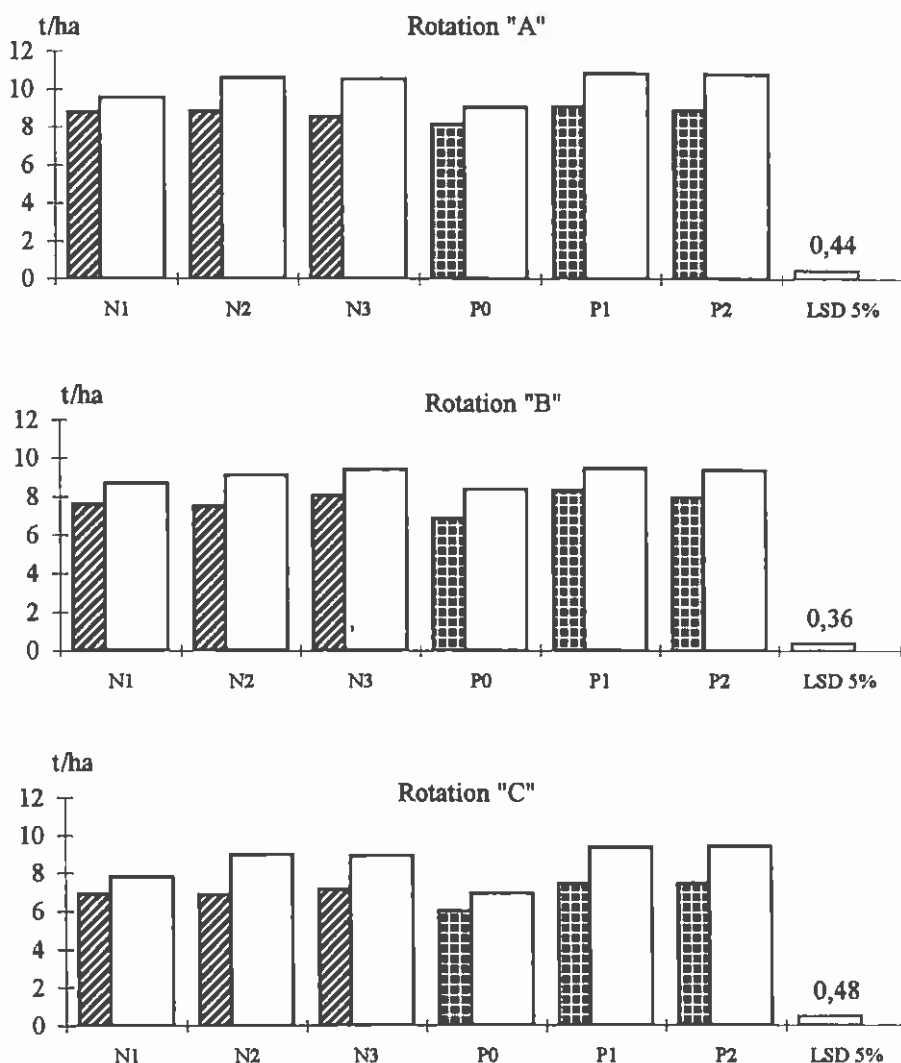 t/ha
Rotation "A"
12
10
8
6
4
2
0
0,44
N1 N2 N3 P0 P1 P2 LSD 5%
t/ha
Rotation "B"
12
10
8
6
4
2
0
0,36
N1 N2 N3 P0 P1 P2 LSD 5%
t/ha
Rotation "C"
12
10
8
6
4
2
0
0,48
N1 N2 N3 P0 P1 P2 LSD 5%